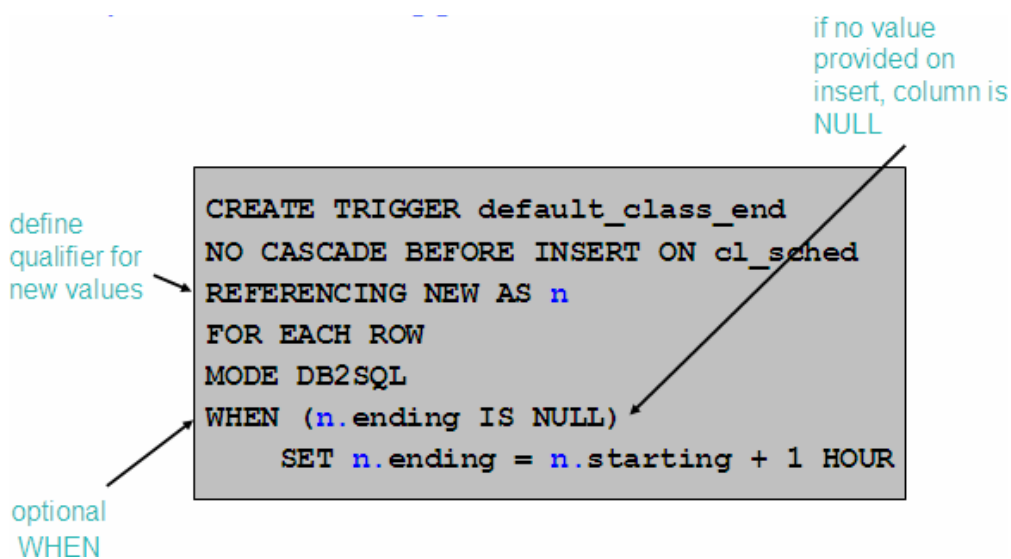 if no value
provided on
insert, column is
NULL
define
qualifier for
new values
CREATE TRIGGER default_class_end
NO CASCADE BEFORE INSERT ON cl_sched
REFERENCING NEW AS n
FOR EACH ROW
MODE DB2SQL
WHEN (n.ending IS NULL)
SET n.ending = n.starting + 1 HOUR
optional
WHEN